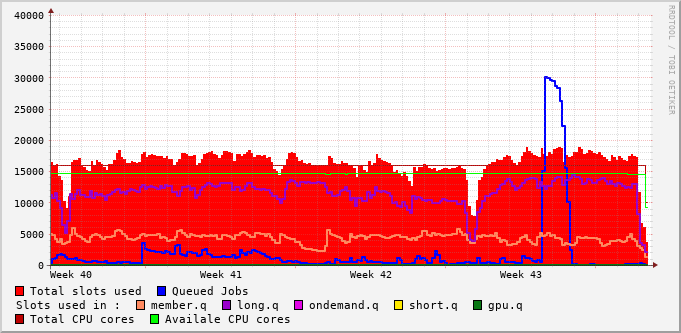 40000
35000
30000
25000
20000
15000
10000
5000
0
Week 40 Week 41 Week 42 Week 43
RRDTOOL / TOBI OETIKER
Total slots used Queued Jobs
Slots used in : member.q long.q ondemand.q short.q gpu.q
Total CPU cores Availale CPU cores